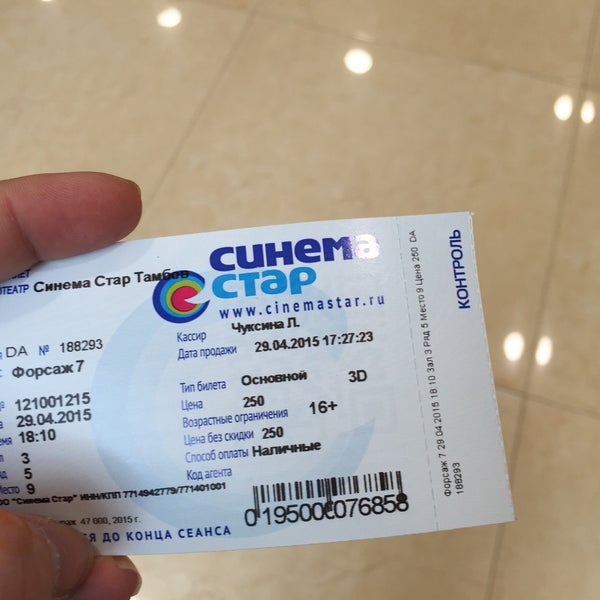 синема
стар
www.cinemastar.ru
Синема Стар Тамбов
DA № 188293
Форсаж 7
121001215
29.04.2015
18:10
3
5
Место 9
"Синема Стар" ИНН/КПП 7714942779/771401001
47 000, 2015 г.
ДО КОНЦА СЕАНСА
Кассир Чуксина Л.
Дата продажи 29.04.2015 17:27:23
Тип билета Основной 3D
Цена 250
Возрастные ограничения 16+
Цена без скидки 250
Способ оплаты Наличные
Код агента
0195000076858
Форсаж 7 29 04 2015 18:10 Зал 3 Ряд 5 Место 9 Цена 250 DA
188293
КОНТРОЛЬ